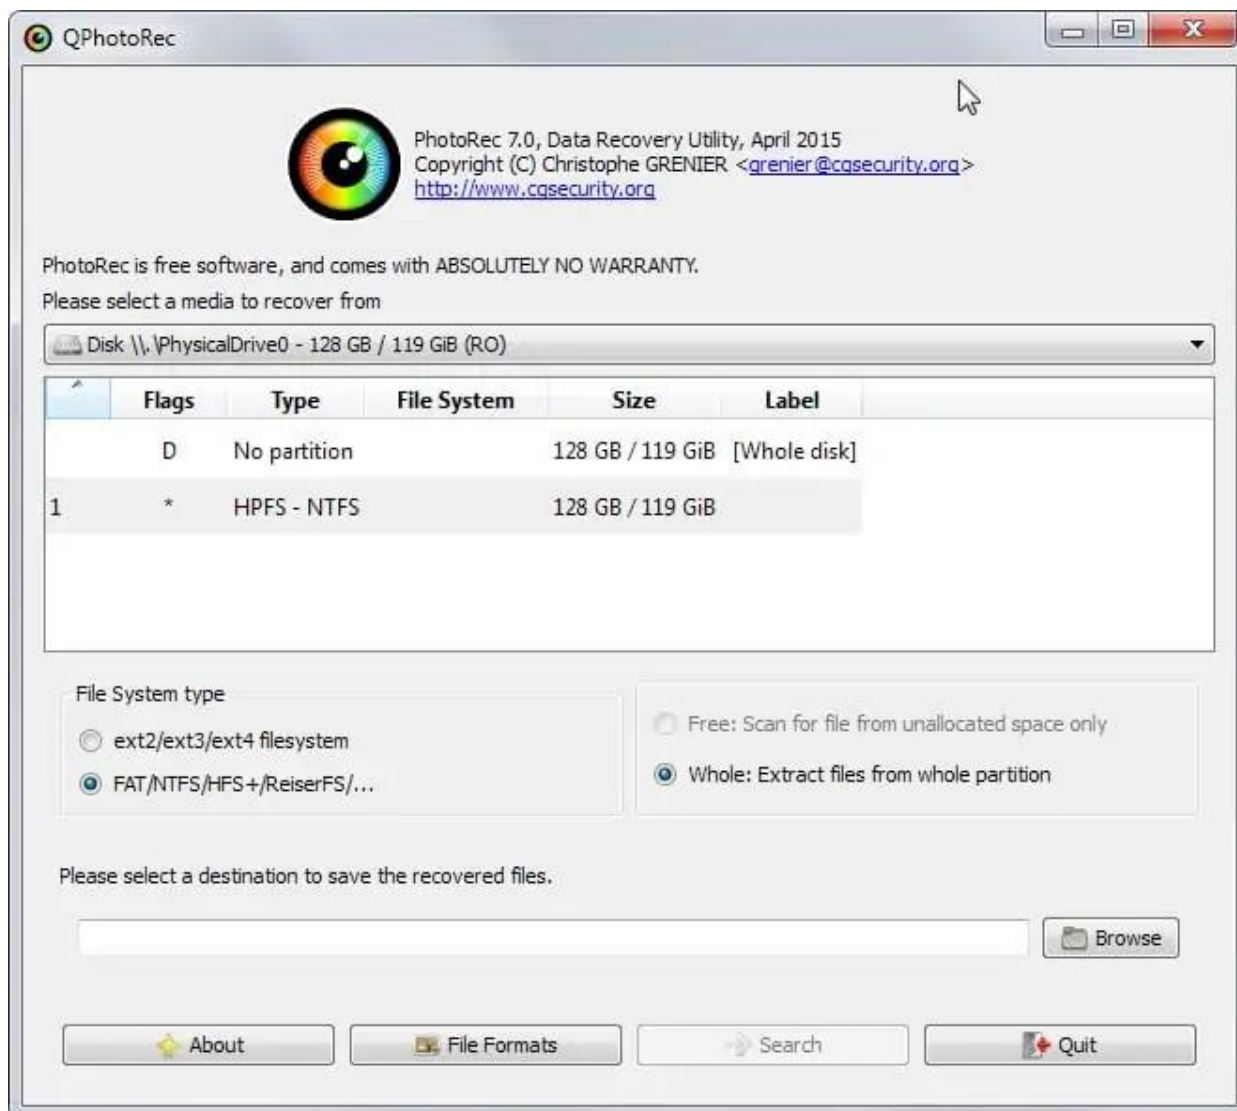 QPhotoRec
PhotoRec 7.0, Data Recovery Utility, April 2015
Copyright (C) Christophe GRENIER <grenier@cgsecurity.org>
http://www.cgsecurity.org
PhotoRec is free software, and comes with ABSOLUTELY NO WARRANTY.
Please select a media to recover from
Disk \\.\PhysicalDrive0 - 128 GB / 119 GiB (RO)
Flags Type File System Size Label
D No partition 128 GB / 119 GiB [Whole disk]
1 * HPFS - NTFS 128 GB / 119 GiB
File System type
ext2/ext3/ext4 filesystem
FAT/NTFS/HFS+/ReiserFS/...
Free: Scan for file from unallocated space only
Whole: Extract files from whole partition
Please select a destination to save the recovered files.
Browse
About File Formats Search Quit